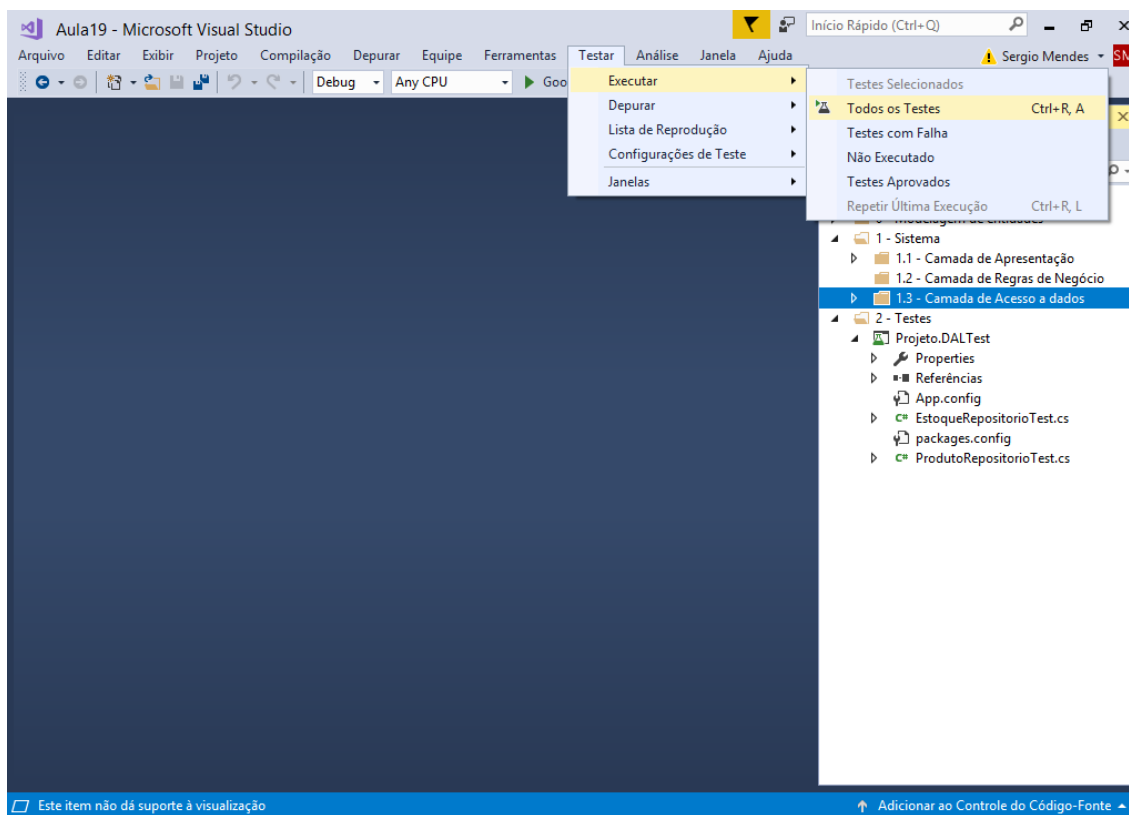 Aula19 - Microsoft Visual Studio
Início Rápido (Ctrl+Q)
Arquivo Editar Exibir Projeto Compilação Depurar Equipe Ferramentas Testar Análise Janela Ajuda
Sergio Mendes
SM
Debug
Any CPU
Goo
Executar
Depurar
Lista de Reprodução
Configurações de Teste
Janelas
Testes Selecionados
Todos os Testes Ctrl+R, A
Testes com Falha
Não Executado
Testes Aprovados
Repetir Última Execução Ctrl+R, L
1 - Sistema
1.1 - Camada de Apresentação
1.2 - Camada de Regras de Negócio
1.3 - Camada de Acesso a dados
2 - Testes
Projeto.DALTest
Properties
Referências
App.config
C# EstoqueRepositorioTest.cs
packages.config
C# ProdutoRepositorioTest.cs
Este item não dá suporte à visualização
Adicionar ao Controle do Código-Fonte